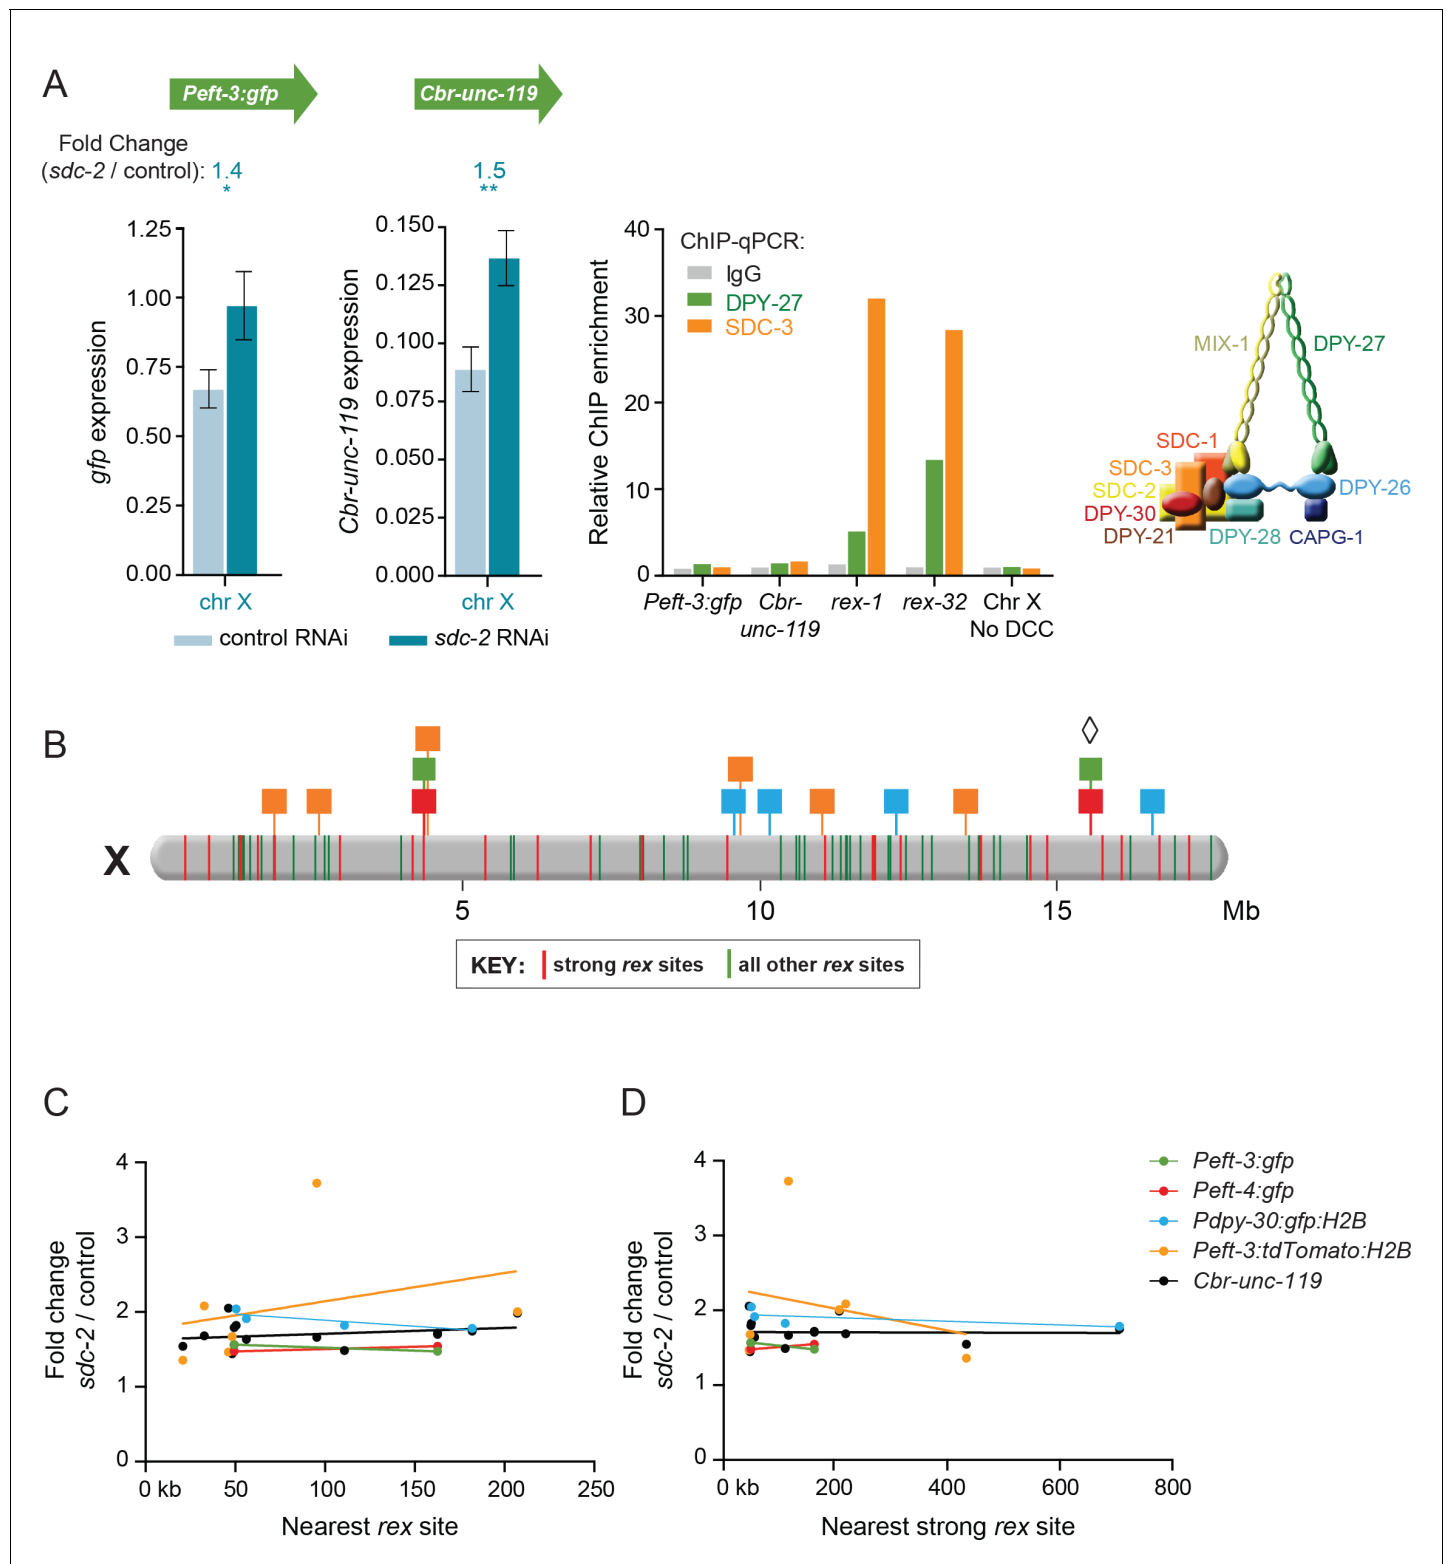 A
Peft-3:gfp
Cbr-unc-119
Fold Change
(sdc-2 / control): 1.4
*
1.5
**
gfp expression
1.25
1.00
0.75
0.50
0.25
0.00
chr X
Cbr-unc-119 expression
0.150
0.125
0.100
0.075
0.050
0.025
0.000
chr X
control RNAi
sdc-2 RNAi
Relative ChIP enrichment
40
30
20
10
0
ChIP-qPCR:
IgG
DPY-27
SDC-3
Peft-3:gfp
Cbr-
unc-119
rex-1
rex-32
Chr X
No DCC
MIX-1
DPY-27
SDC-1
SDC-3
SDC-2
DPY-30
DPY-21
DPY-28
CAPG-1
DPY-26
B
X
5
10
15
Mb
KEY:
strong rex sites
all other rex sites
C
Fold change
sdc-2 / control
4
3
2
1
0
0 kb
50
100
150
200
250
Nearest rex site
D
Fold change
sdc-2 / control
4
3
2
1
0
0 kb
200
400
600
800
Nearest strong rex site
Peft-3:gfp
Peft-4:gfp
Pdpy-30:gfp:H2B
Peft-3:tdTomato:H2B
Cbr-unc-119